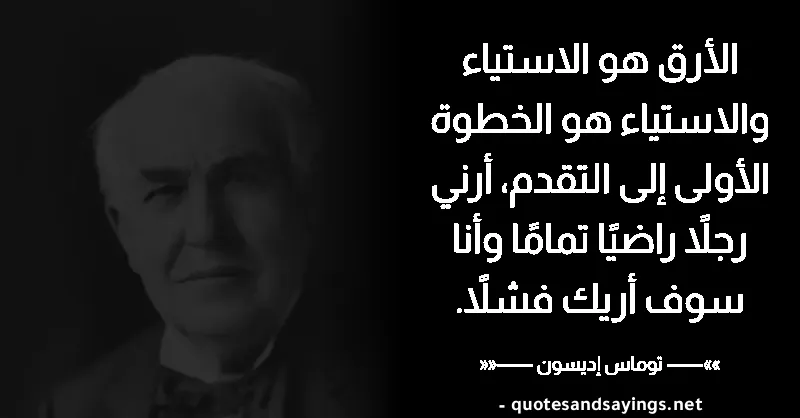 الأرق هو الاستياء
والاستياء هو الخطوة
الأولى إلى التقدم، أرني
رجلًا راضيًا تمامًا وأنا
سوف أريك فشلًا.
»»—— توماس إديسون ——««
- quotesandsayings.net